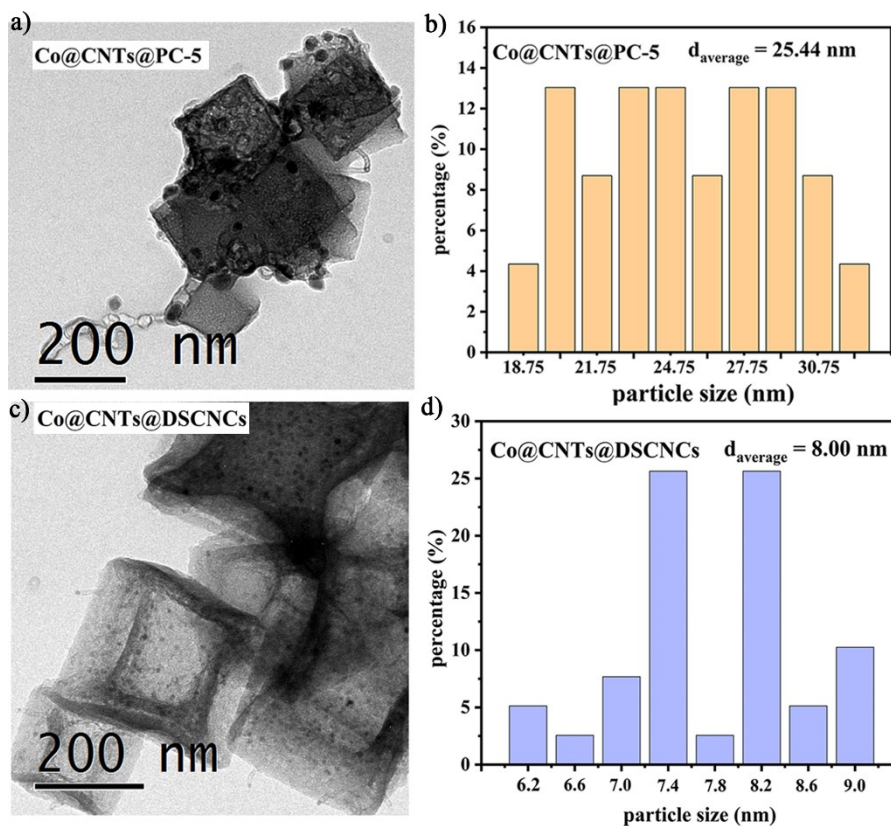 a)
Co@CNTs@PC-5
200 nm
b)
Co@CNTs@PC-5 d average = 25.44 nm
percentage (%)
16
14
12
10
8
6
4
2
0
18.75 21.75 24.75 27.75 30.75
particle size (nm)
c)
Co@CNTs@DSCNCs
200 nm
d)
Co@CNTs@DSCNCs d average = 8.00 nm
percentage (%)
30
25
20
15
10
5
0
6.2 6.6 7.0 7.4 7.8 8.2 8.6 9.0
particle size (nm)